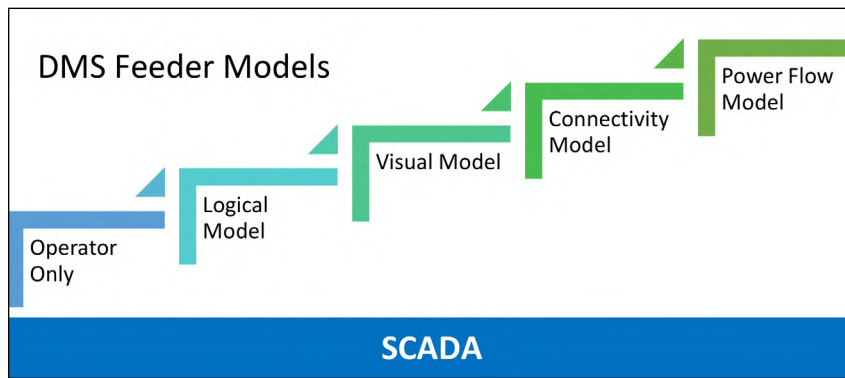 DMS Feeder Models
Operator
Only
Logical
Model
Visual Model
Connectivity
Model
Power Flow
Model
SCADA